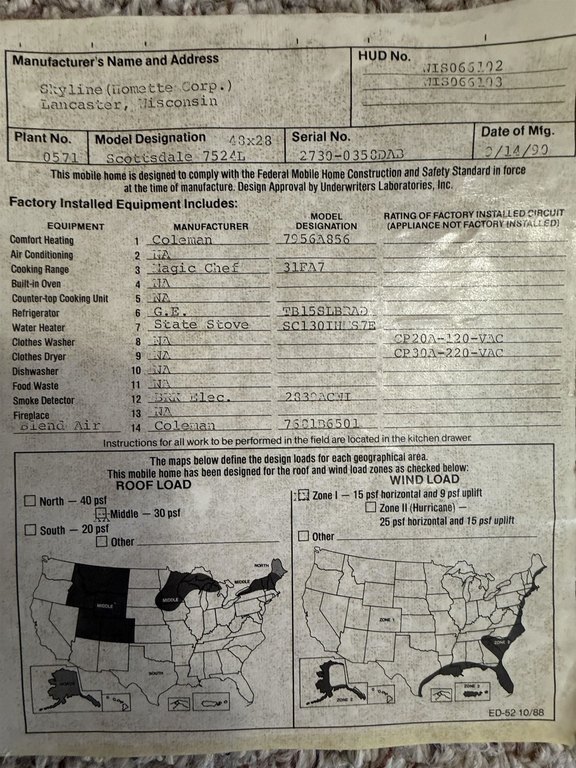 Manufacturer's Name and Address
Skyline (Homette Corp.)
Lancaster, Wisconsin
HUD No.
WIS066102
WIS066103
Plant No.
0571
Model Designation 48x28
Scottsdale 7524L
Serial No.
Date of Mfg.
This mobile home is designed to comply with the Federal Mobile Home Construction and Safety Standard in force
at the time of manufacture. Design Approval by Underwriters Laboratories, Inc.
Factory Installed Equipment Includes:
EQUIPMENT MANUFACTURER MODEL DESIGNATION RATING OF FACTORY INSTALLED CIRCUIT (APPLIANCE NOT FACTORY INSTALLED)
Comfort Heating 1 Coleman 7956A856
Air Conditioning 2 NA
Cooking Range 3 Magic Chef 31FA7
Built-in Oven 4 NA
Counter-top Cooking Unit 5 NA
Refrigerator 6 G.E.
Water Heater 7 State Stove
Clothes Washer 8 NA CP20A-120-VAC
Clothes Dryer 9 NA CP30A-220-VAC
Dishwasher 10 NA
Food Waste 11 NA
Smoke Detector 12 BRK Elec.
Fireplace 13 NA
Blend Air 14 Coleman
Instructions for all work to be performed in the field are located in the kitchen drawer.
The maps below define the design loads for each geographical area.
This mobile home has been designed for the roof and wind load zones as checked below:
ROOF LOAD
North — 40 psf
Middle — 30 psf
South — 20 psf
Other
WIND LOAD
Zone I — 15 psf horizontal and 9 psf uplift
Zone II (Hurricane) —
25 psf horizontal and 15 psf uplift
Other
NORTH
MIDDLE
MIDDLE
MIDDLE
SOUTH
NORTH
ZONE 1
ZONE 2
ZONE 2
ZONE 2
ED-52 10/88